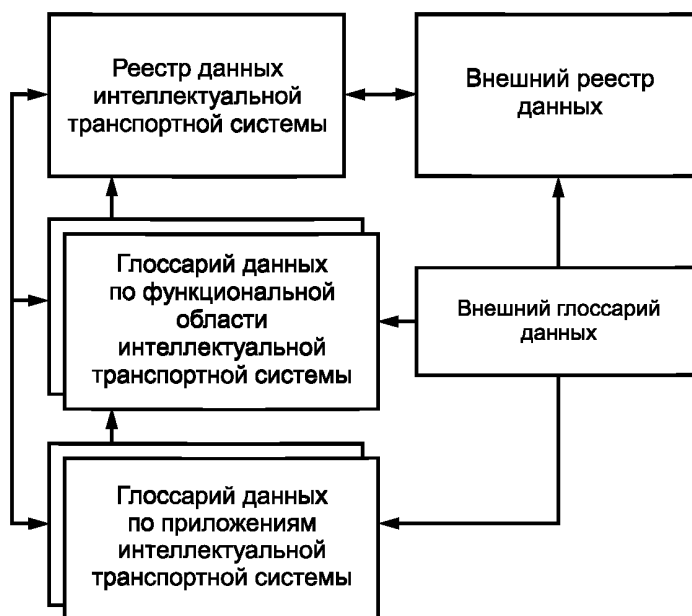 Реестр данных
интеллектуальной
транспортной системы
Внешний реестр
данных
Глоссарий данных
по функциональной
области
интеллектуальной
транспортной системы
Внешний глоссарий
данных
Глоссарий данных
по приложениям
интеллектуальной
транспортной системы